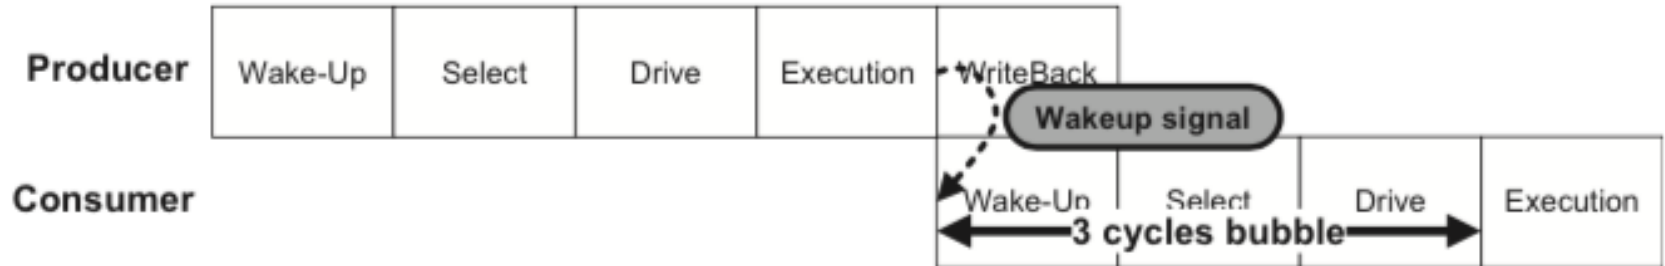 Producer Wake-Up Select Drive Execution WriteBack
Wakeup signal
Consumer Wake-Up Select Drive Execution
3 cycles bubble